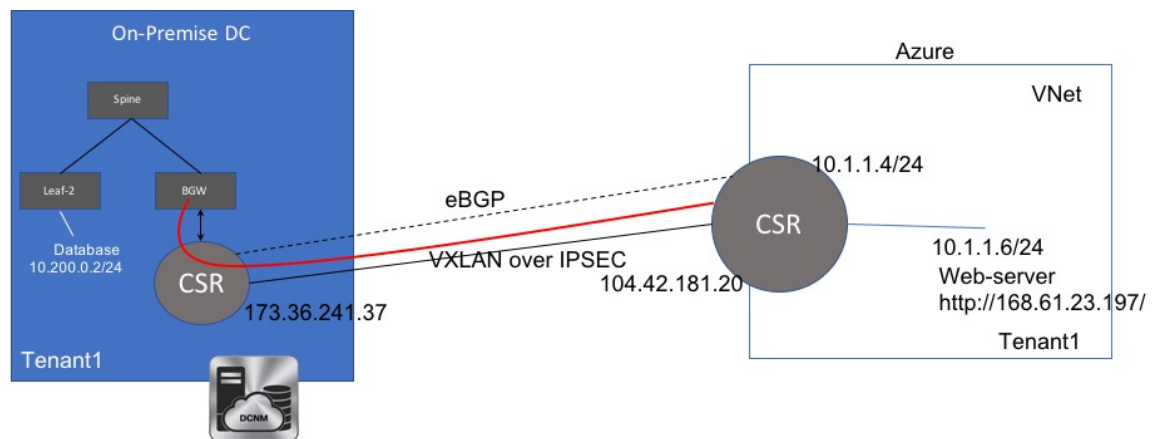 On-Premise DC
Azure
VNet
Spine
Leaf-2
BGW
10.1.1.4/24
eBGP
CSR
Database
10.200.0.2/24
10.1.1.6/24
VXLAN over IPSEC
CSR
104.42.181.20
Web-server
http://168.61.23.197/
173.36.241.37
Tenant1
Tenant1
DCNM